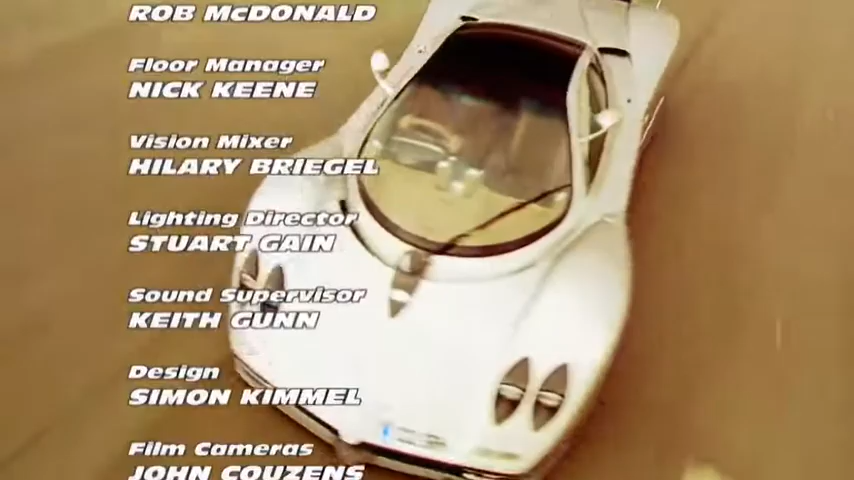 ROB McDONALD
Floor Manager
NICK KEENE
Vision Mixer
HILARY BRIEGEL
Lighting Director
STUART GAIN
Sound Supervisor
KEITH GUNN
Design
SIMON KIMMEL
Film Cameras
JOHN COUZENS